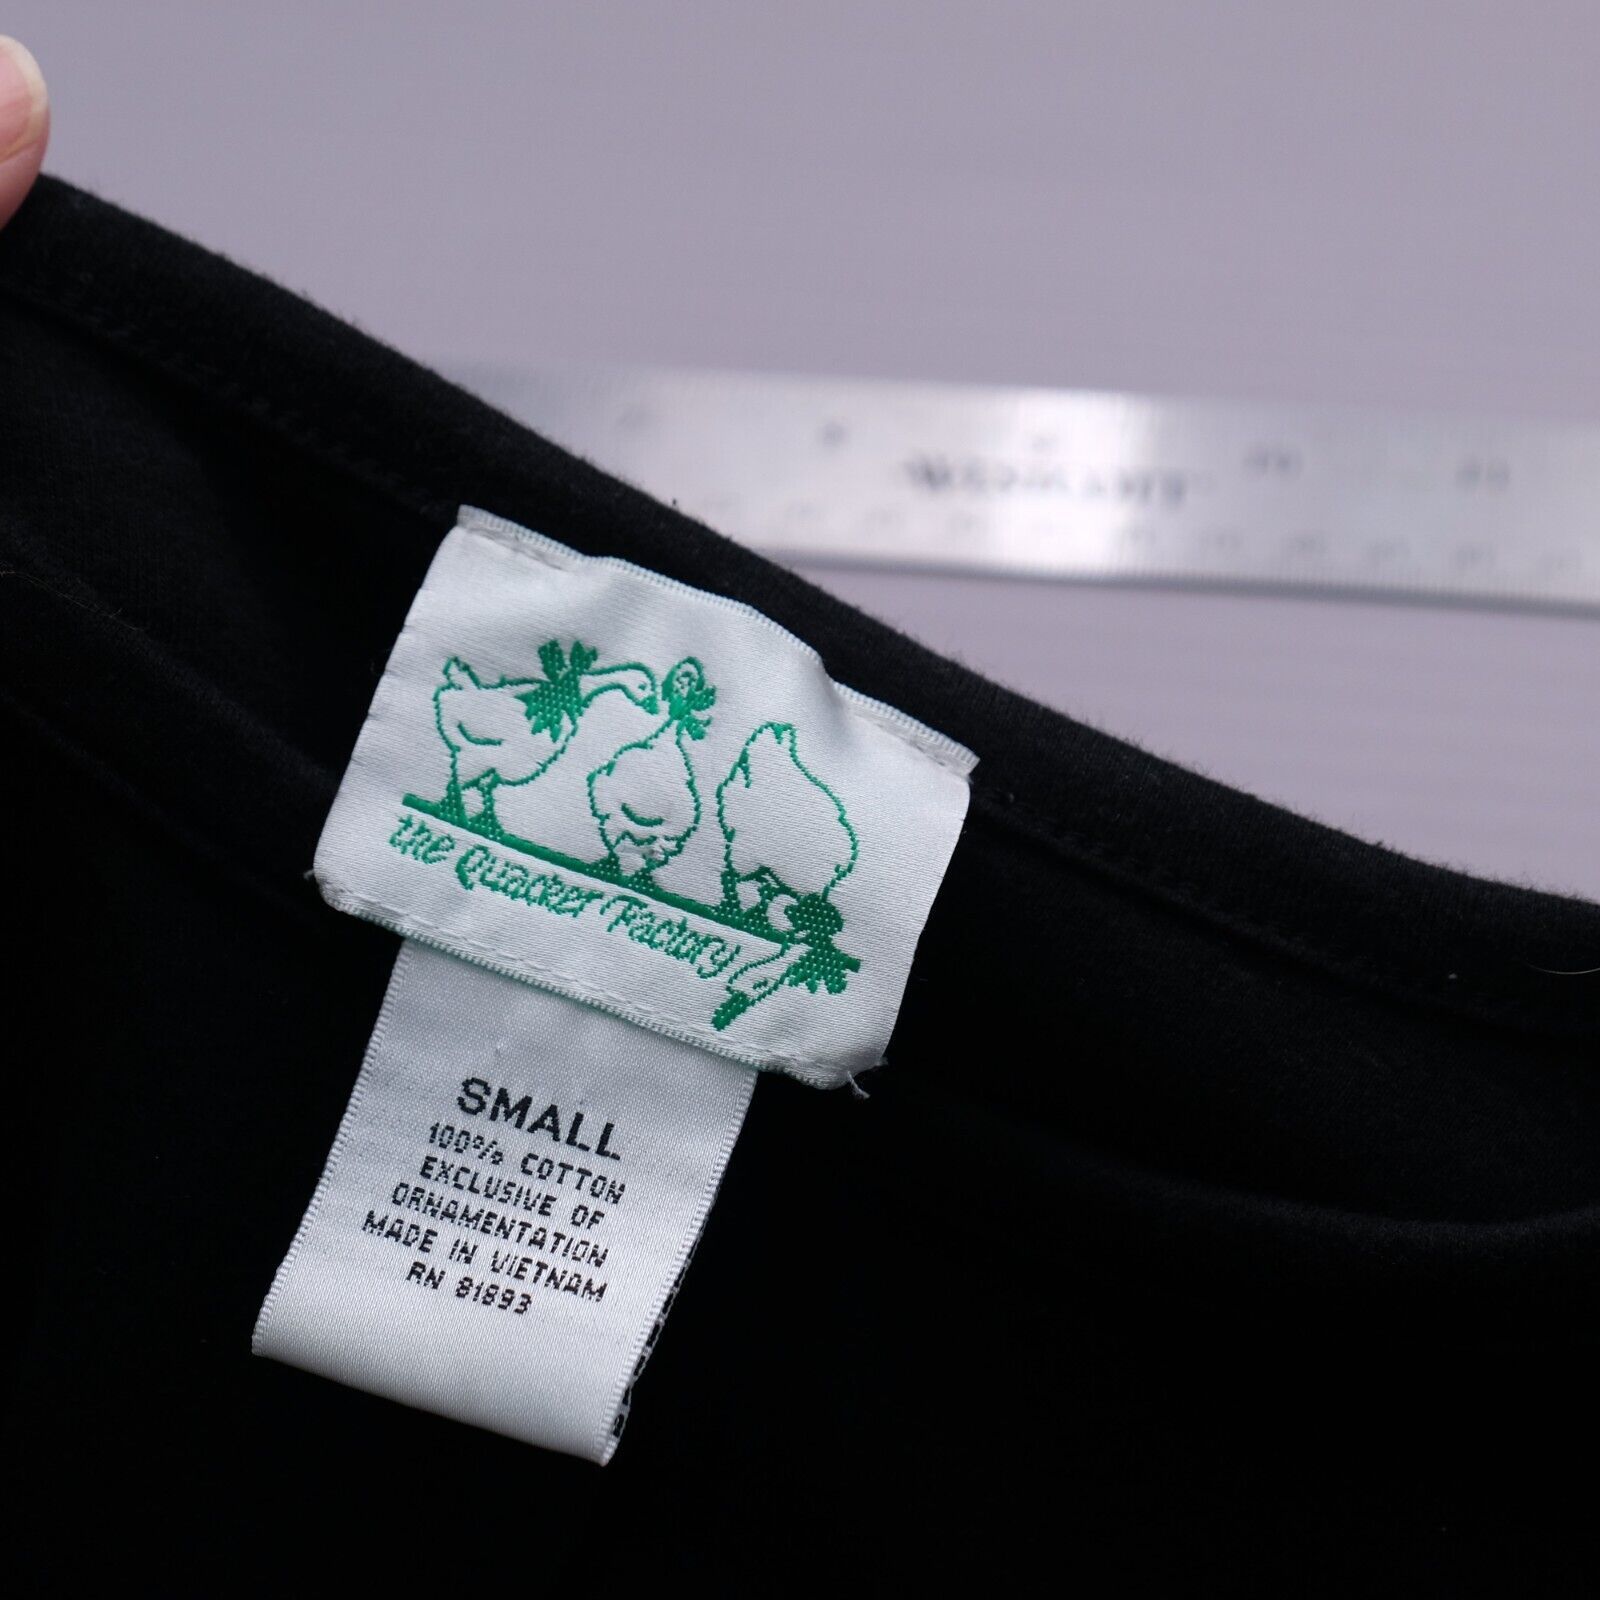 the Quacker Factory
SMALL
100% COTTON
EXCLUSIVE OF
ORNAMENTATION
MADE IN VIETNAM
RN 81893